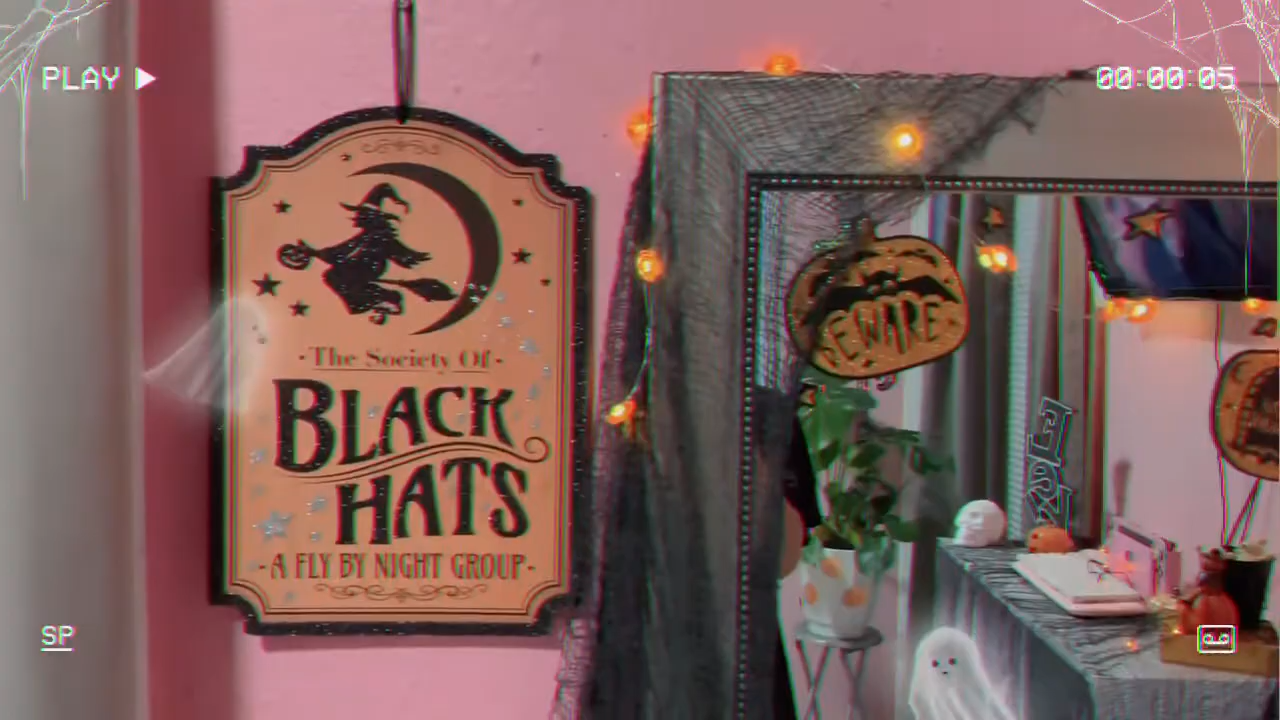 PLAY
00:00:05
The Society Of
BLACK
HATS
·A FLY BY NIGHT GROUP·
BEWARE
SP